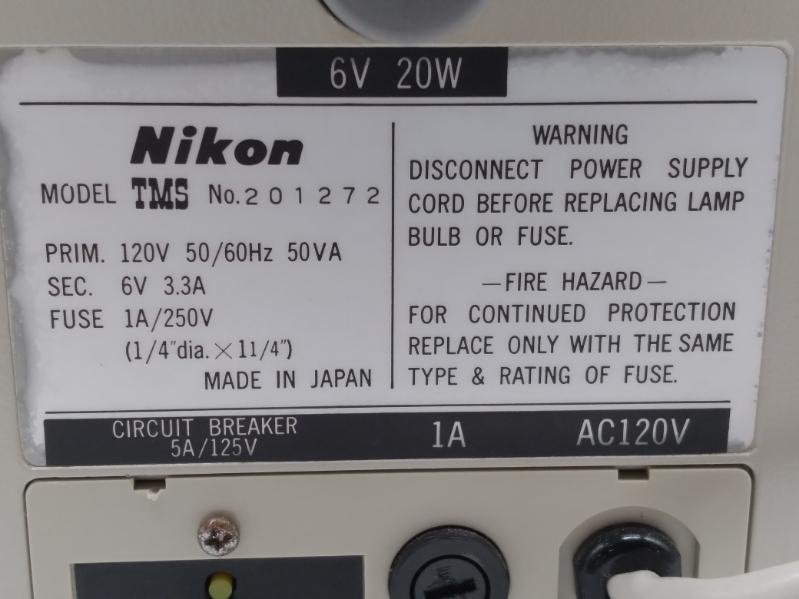 6V 20W
Nikon
MODEL TMS No. 201272
PRIM. 120V 50/60Hz 50VA
SEC. 6V 3.3A
FUSE 1A/250V
(1/4"dia.×11/4")
MADE IN JAPAN
WARNING
DISCONNECT POWER SUPPLY
CORD BEFORE REPLACING LAMP
BULB OR FUSE.
—FIRE HAZARD—
FOR CONTINUED PROTECTION
REPLACE ONLY WITH THE SAME
TYPE & RATING OF FUSE.
CIRCUIT BREAKER
5A/125V
1A
AC120V